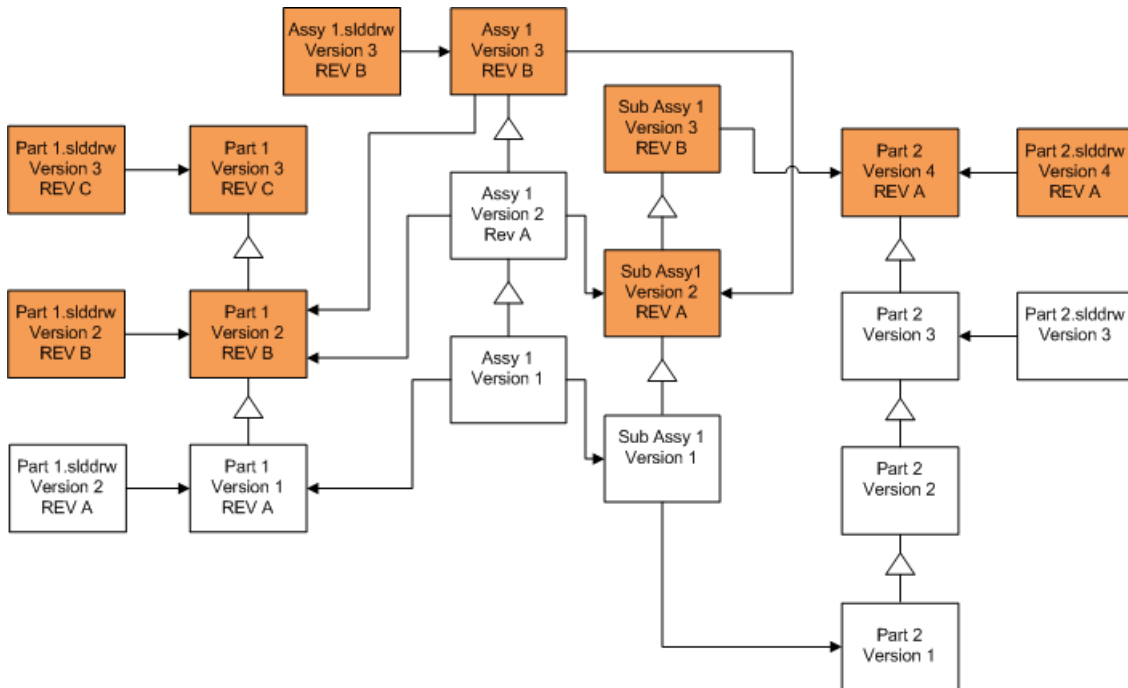 Assy 1.slddrw
Version 3
REV B
Assy 1
Version 3
REV B
Sub Assy 1
Version 3
REV B
Part 1.slddrw
Version 3
REV C
Part 1
Version 3
REV C
Part 2
Version 4
REV A
Part 2.slddrw
Version 4
REV A
Assy 1
Version 2
Rev A
Sub Assy1
Version 2
REV A
Part 1.slddrw
Version 2
REV B
Part 1
Version 2
REV B
Part 2
Version 3
Part 2.slddrw
Version 3
Assy 1
Version 1
Sub Assy 1
Version 1
Part 1.slddrw
Version 2
REV A
Part 1
Version 1
REV A
Part 2
Version 2
Part 2
Version 1